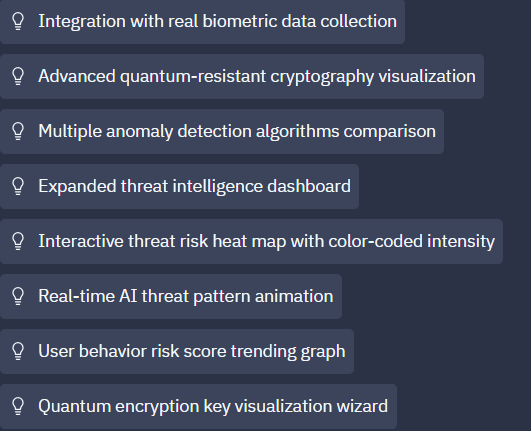 Integration with real biometric data collection
Advanced quantum-resistant cryptography visualization
Multiple anomaly detection algorithms comparison
Expanded threat intelligence dashboard
Interactive threat risk heat map with color-coded intensity
Real-time AI threat pattern animation
User behavior risk score trending graph
Quantum encryption key visualization wizard